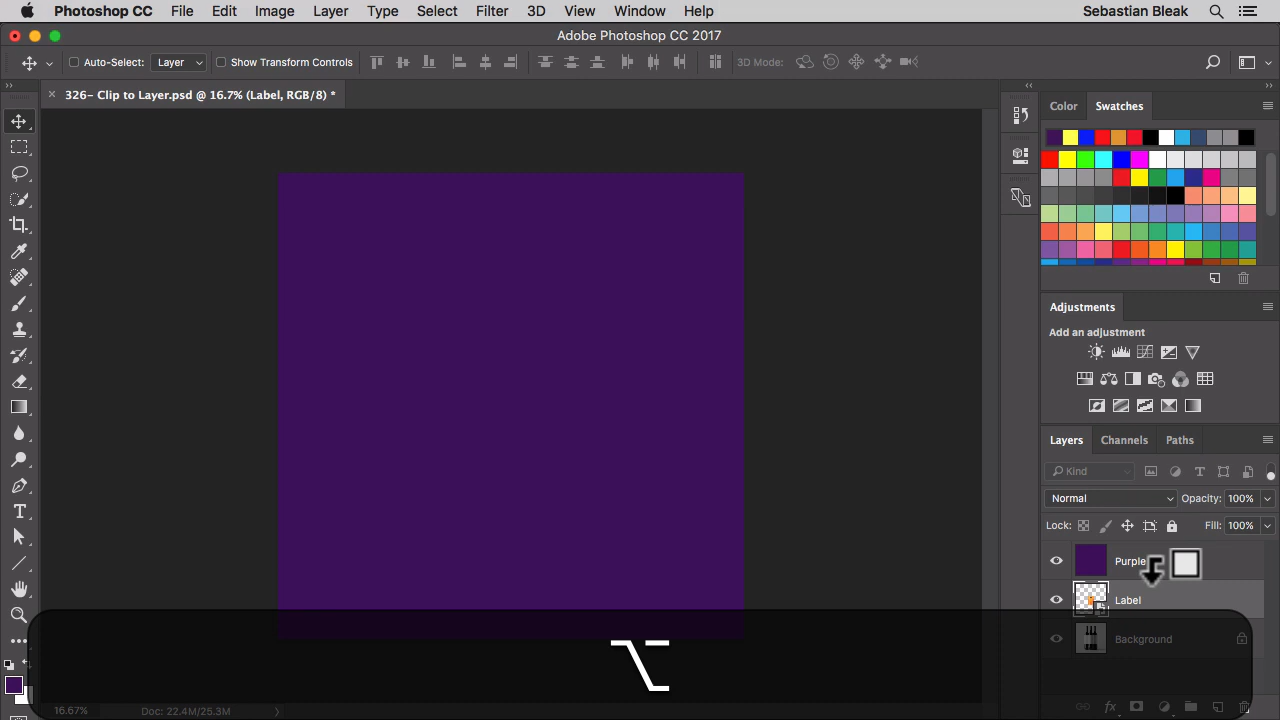 Photoshop CC File Edit Image Layer Type Select Filter 3D View Window Help Sebastian Bleak
Adobe Photoshop CC 2017
Auto-Select: Layer Show Transform Controls 3D Mode:
326– Clip to Layer.psd @ 16.7% (Label, RGB/8) *
Color Swatches
Adjustments
Add an adjustment
Layers Channels Paths
Kind
Normal Opacity: 100%
Lock: Fill: 100%
Purple
Label
Background
16.67% Doc: 22.4M/25.3M